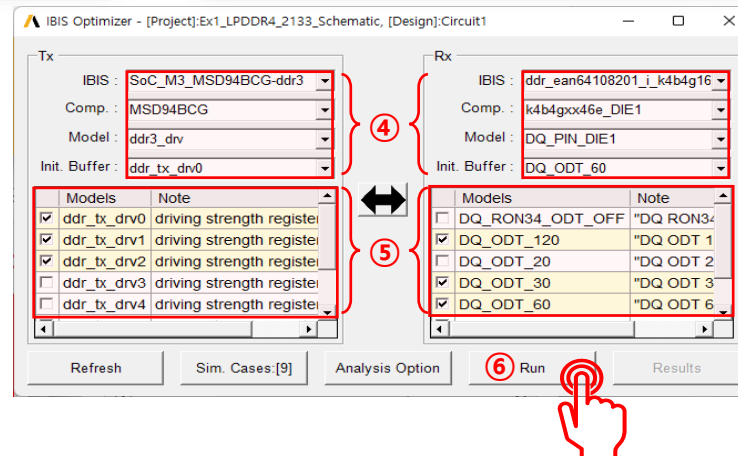 IBIS Optimizer - [Project]:Ex1_LPDDR4_2133_Schematic, [Design]:Circuit1
Tx
IBIS : SoC_M3_MSD94BCG-ddr3
Comp. : MSD94BCG
Model : ddr3_drv
Init. Buffer : ddr_tx_drv0
Models Note
ddr_tx_drv0 driving strength register
ddr_tx_drv1 driving strength register
ddr_tx_drv2 driving strength register
ddr_tx_drv3 driving strength register
ddr_tx_drv4 driving strength register
④
⑤
Rx
IBIS : ddr_ean64108201_i_k4b4g16
Comp. : k4b4gxx46e_DIE1
Model : DQ_PIN_DIE1
Init. Buffer : DQ_ODT_60
Models Note
DQ_RON34_ODT_OFF "DQ RON34
DQ_ODT_120 "DQ ODT 1
DQ_ODT_20 "DQ ODT 2
DQ_ODT_30 "DQ ODT 3
DQ_ODT_60 "DQ ODT 6
Refresh Sim. Cases:[9] Analysis Option ⑥ Run Results